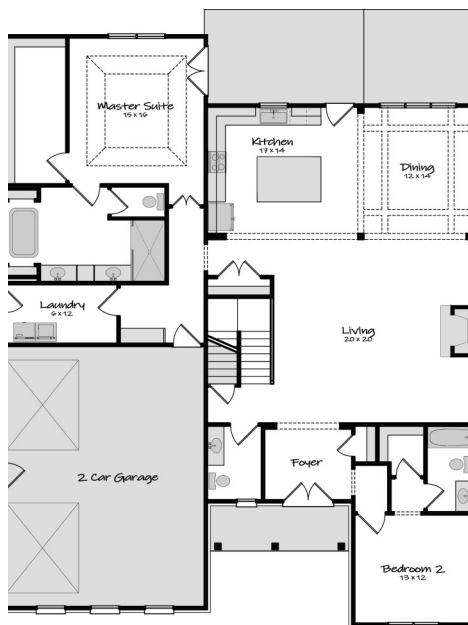 Master Suite
15 x 16
Kitchen
17 x 14
Dining
12 x 14
Laundry
6 x 12
Living
20 x 20
2 Car Garage
Foyer
Bedroom 2
13 x 12